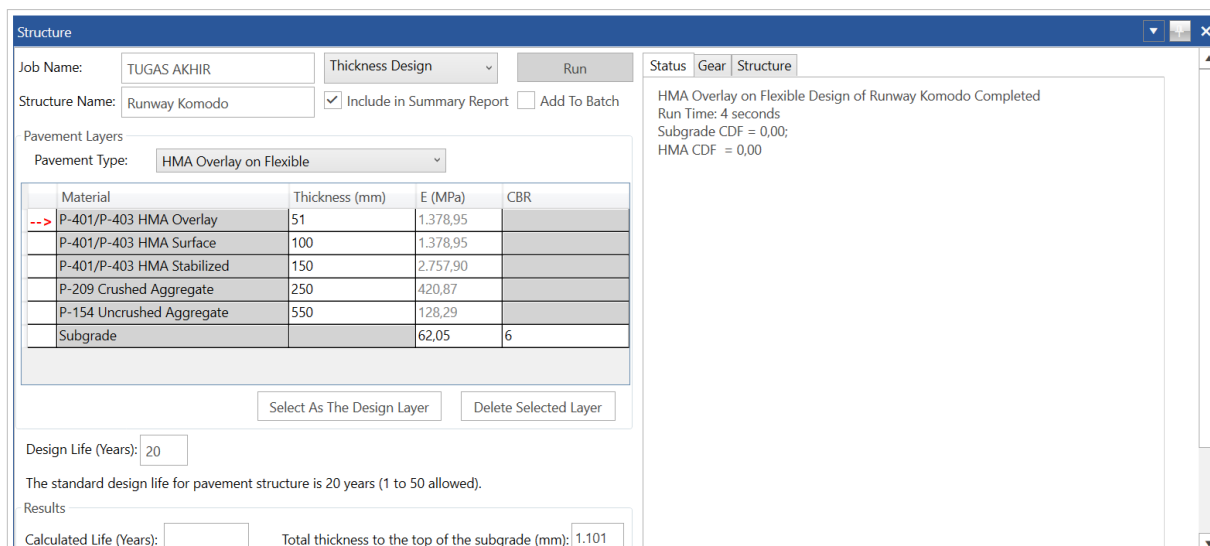 Structure
Job Name: TUGAS AKHIR Thickness Design Run
Structure Name: Runway Komodo Include in Summary Report Add To Batch
Pavement Layers
Pavement Type: HMA Overlay on Flexible
Material Thickness (mm) E (MPa) CBR
--> P-401/P-403 HMA Overlay 51 1.378,95
P-401/P-403 HMA Surface 100 1.378,95
P-401/P-403 HMA Stabilized 150 2.757,90
P-209 Crushed Aggregate 250 420,87
P-154 Uncrushed Aggregate 550 128,29
Subgrade 62,05 6
Select As The Design Layer Delete Selected Layer
Design Life (Years): 20
The standard design life for pavement structure is 20 years (1 to 50 allowed).
Results
Calculated Life (Years): Total thickness to the top of the subgrade (mm): 1.101
Status Gear Structure
HMA Overlay on Flexible Design of Runway Komodo Completed
Run Time: 4 seconds
Subgrade CDF = 0,00;
HMA CDF = 0,00